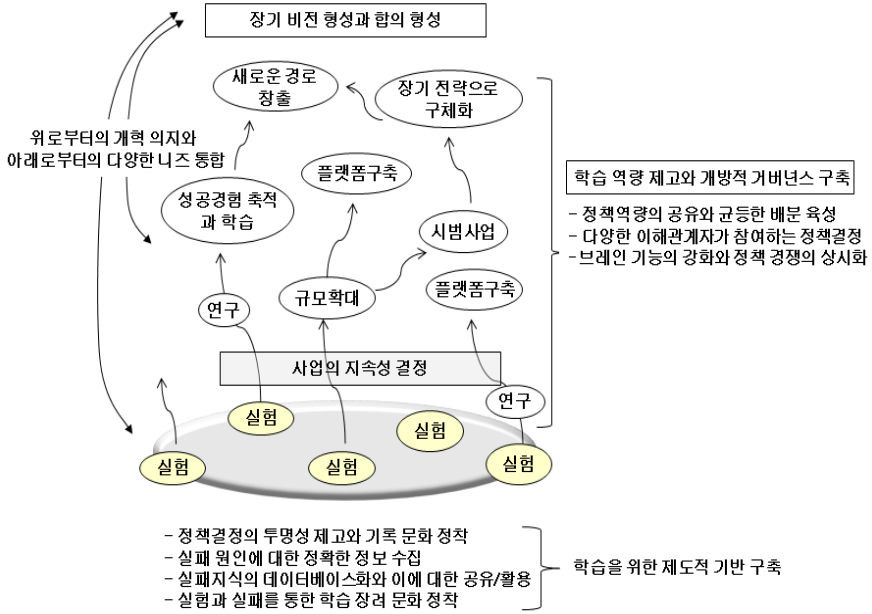 장기 비전 형성과 합의 형성
새로운 경로
창출
장기 전략으로
구체화
위로부터의 개혁 의지와
아래로부터의 다양한 니즈 통합
플랫폼구축
성공경험 축적
과 학습
시범사업
학습 역량 제고와 개방적 거버넌스 구축
- 정책역량의 공유와 균등한 배분 육성
- 다양한 이해관계자가 참여하는 정책결정
- 브레인 기능의 강화와 정책 경쟁의 상시화
연구
규모확대
플랫폼구축
사업의 지속성 결정
연구
실험
실험
실험
실험
실험
- 정책결정의 투명성 제고와 기록 문화 정착
- 실패 원인에 대한 정확한 정보 수집
- 실패지식의 데이터베이스화와 이에 대한 공유/활용
- 실험과 실패를 통한 학습 장려 문화 정착
학습을 위한 제도적 기반 구축